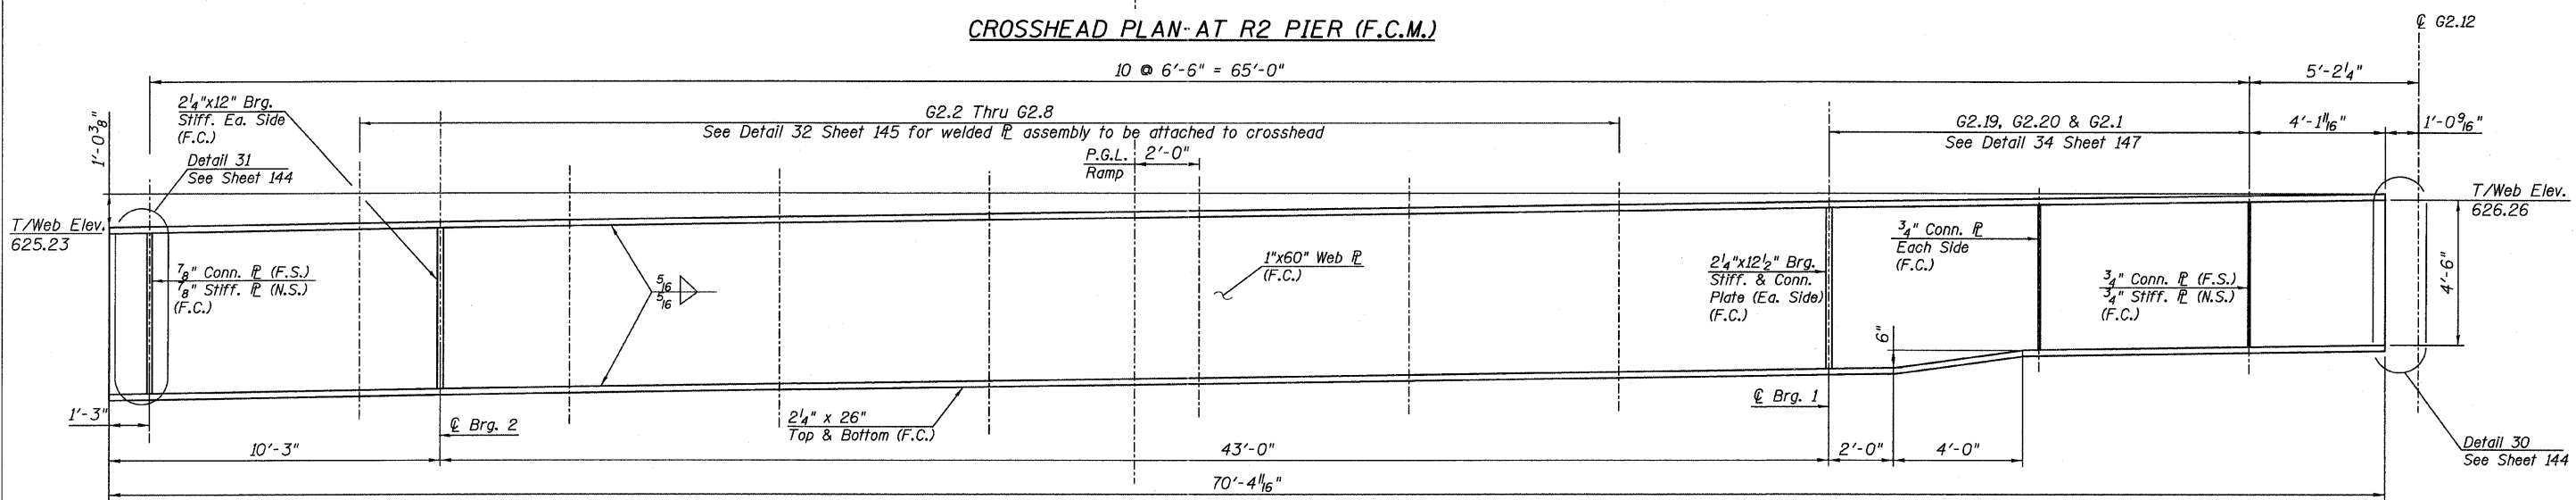 CROSSHEAD PLAN-AT R2 PIER (F.C.M.)
℄ G2.12
10 @ 6'-6" = 65'-0"
5'-2¼"
1'-0⅜"
2¼"x12" Brg.
Stiff. Ea. Side
(F.C.)
G2.2 Thru G2.8
See Detail 32 Sheet 145 for welded ℙL assembly to be attached to crosshead
G2.19, G2.20 & G2.1
See Detail 34 Sheet 147
4'-1¹¹⁄₁₆"
1'-0⁹⁄₁₆"
Detail 31
See Sheet 144
P.G.L.
Ramp
2'-0"
T/Web Elev.
625.23
T/Web Elev.
626.26
⅞" Conn. PL (F.S.)
⅞" Stiff. PL (N.S.)
(F.C.)
5⁄16
5⁄16
1"x60" Web PL
(F.C.)
2¼"x12½" Brg.
Stiff. & Conn.
Plate (Ea. Side)
(F.C.)
¾" Conn. PL
Each Side
(F.C.)
¾" Conn. PL (F.S.)
¾" Stiff. PL (N.S.)
(F.C.)
4'-6"
6"
1'-3"
℄ Brg. 2
2¼" x 26"
Top & Bottom (F.C.)
℄ Brg. 1
10'-3"
43'-0"
2'-0"
4'-0"
Detail 30
See Sheet 144
70'-4¹¹⁄₁₆"